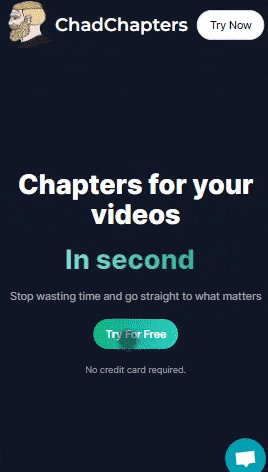 ChadChapters
Try Now
Chapters for your
videos
In second
Stop wasting time and go straight to what matters
Try For Free
No credit card required.